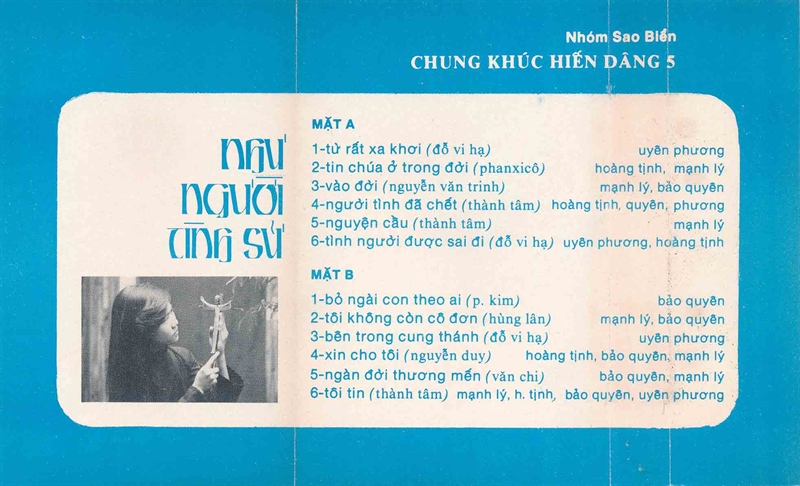 Nhóm Sao Biển
CHUNG KHÚC HIẾN DÂNG 5
NHƯ
NGƯỜI
TÌNH SỬ
MẶT A
1-từ rất xa khơi (đỗ vi hạ) uyên phương
2-tin chúa ở trong đời (phanxicô) hoàng tịnh, mạnh lý
3-vào đời (nguyễn văn trinh) mạnh lý, bảo quyên
4-người tình đã chết (thành tâm) hoàng tịnh, quyên, phương
5-nguyện cầu (thành tâm) mạnh lý
6-tình người được sai đi (đỗ vi hạ) uyên phương, hoàng tịnh
MẶT B
1-bỏ ngài con theo ai (p. kim) bảo quyên
2-tôi không còn cô đơn (hùng lân) mạnh lý, bảo quyên
3-bên trong cung thánh (đỗ vi hạ) uyên phương
4-xin cho tôi (nguyễn duy) hoàng tịnh, bảo quyên, mạnh lý
5-ngàn đời thương mến (văn chi) bảo quyên, mạnh lý
6-tôi tin (thành tâm) mạnh lý, h. tịnh, bảo quyên, uyên phương